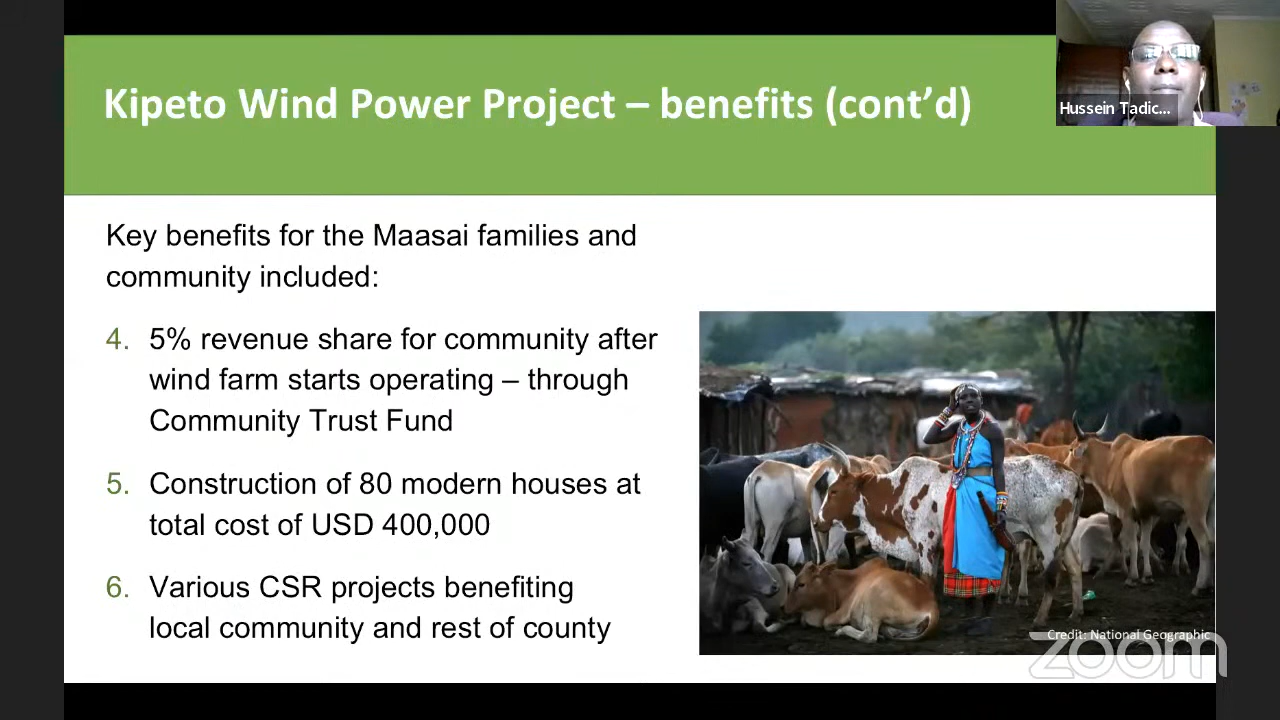 Kipeto Wind Power Project – benefits (cont’d)
Hussein Tadic...
Key benefits for the Maasai families and
community included:
4. 5% revenue share for community after
wind farm starts operating – through
Community Trust Fund
5. Construction of 80 modern houses at
total cost of USD 400,000
6. Various CSR projects benefiting
local community and rest of county
Credit: National Geographic
zoom